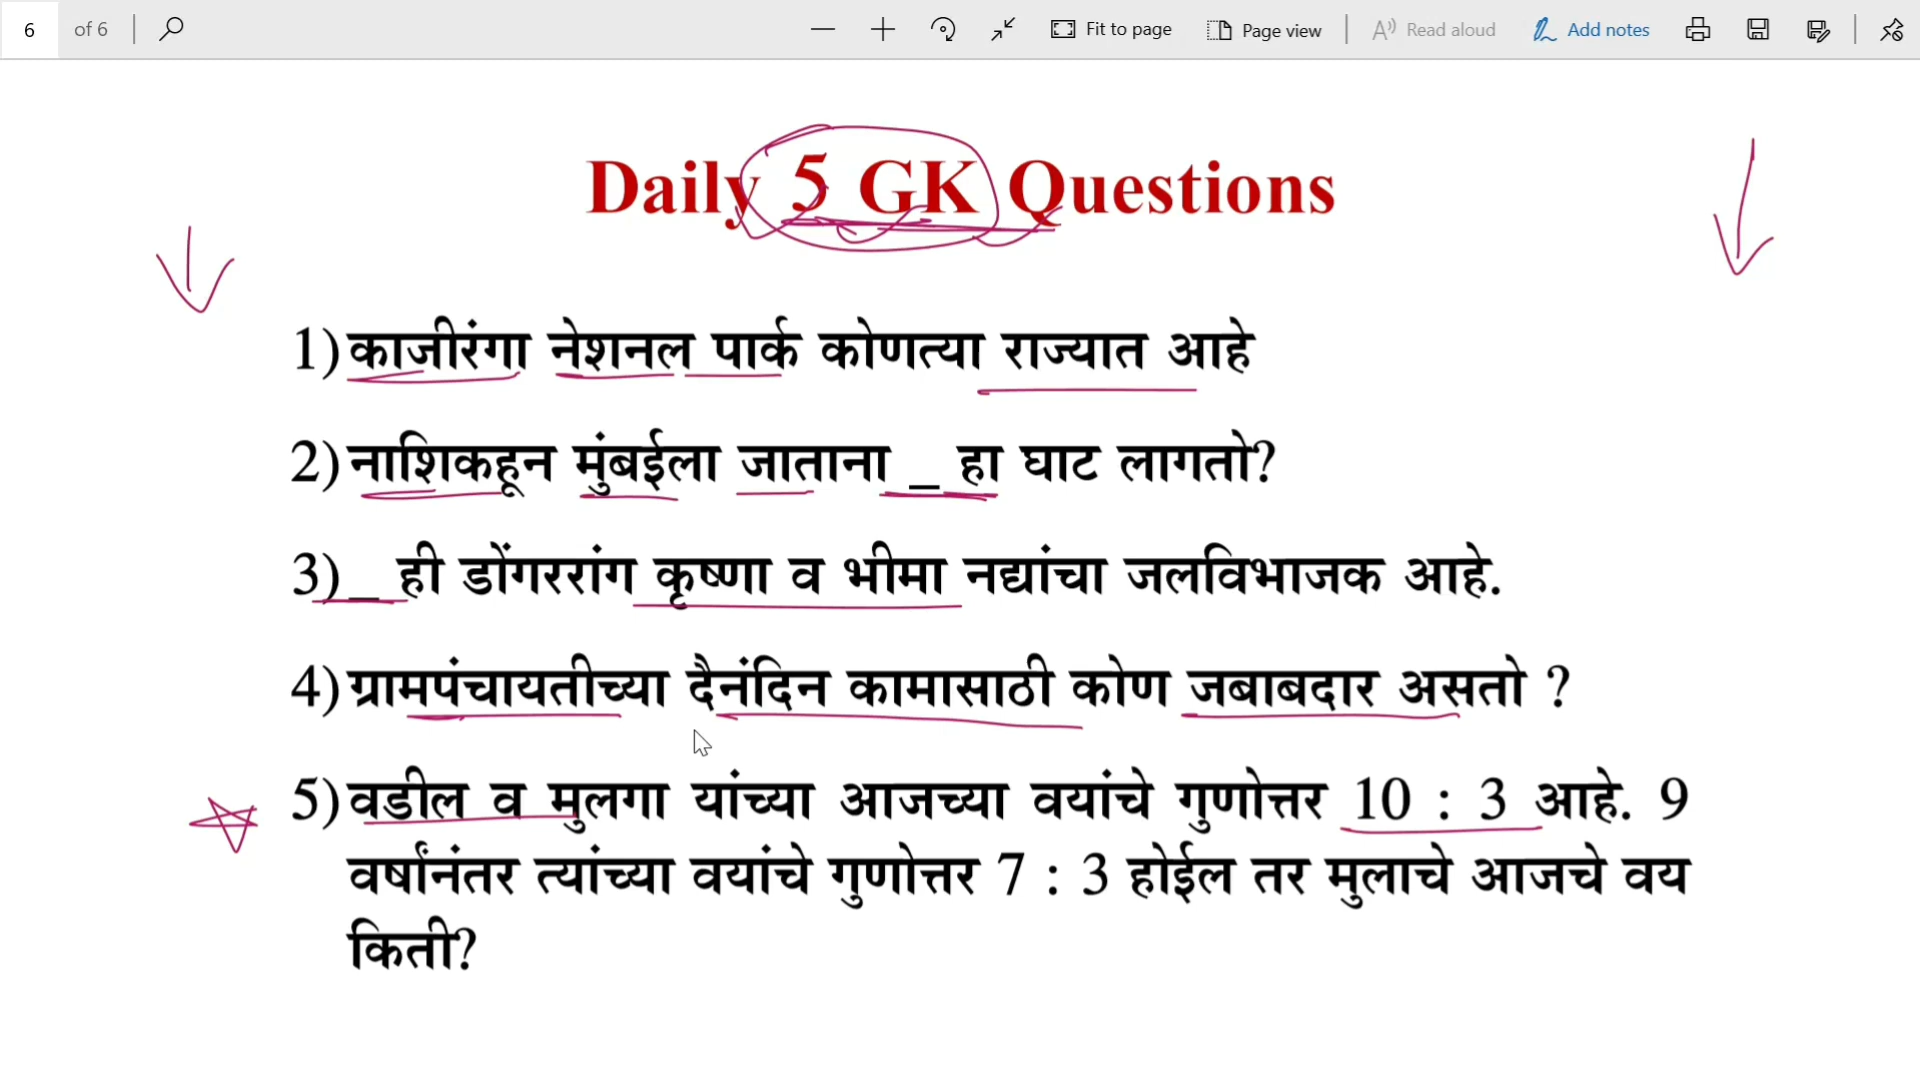 6 of 6 Fit to page Page view Read aloud Add notes
Daily 5 GK Questions
1) काजीरंगा नेशनल पार्क कोणत्या राज्यात आहे
2) नाशिकहून मुंबईला जाताना _ हा घाट लागतो?
3) _ ही डोंगररांग कृष्णा व भीमा नद्यांचा जलविभाजक आहे.
4) ग्रामपंचायतीच्या दैनंदिन कामासाठी कोण जबाबदार असतो ?
5) वडील व मुलगा यांच्या आजच्या वयांचे गुणोत्तर 10 : 3 आहे. 9
वर्षांनंतर त्यांच्या वयांचे गुणोत्तर 7 : 3 होईल तर मुलाचे आजचे वय
किती?